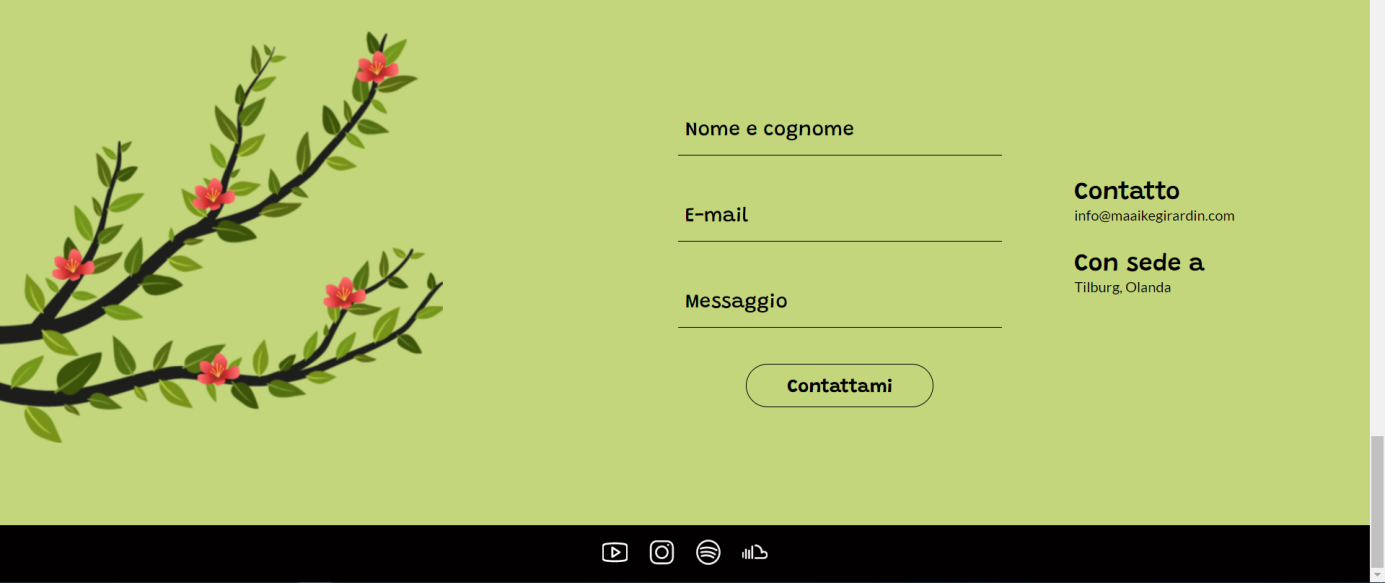 Nome e cognome
E-mail
Messaggio
Contattami
Contatto
info@maaikegirardin.com
Con sede a
Tilburg, Olanda